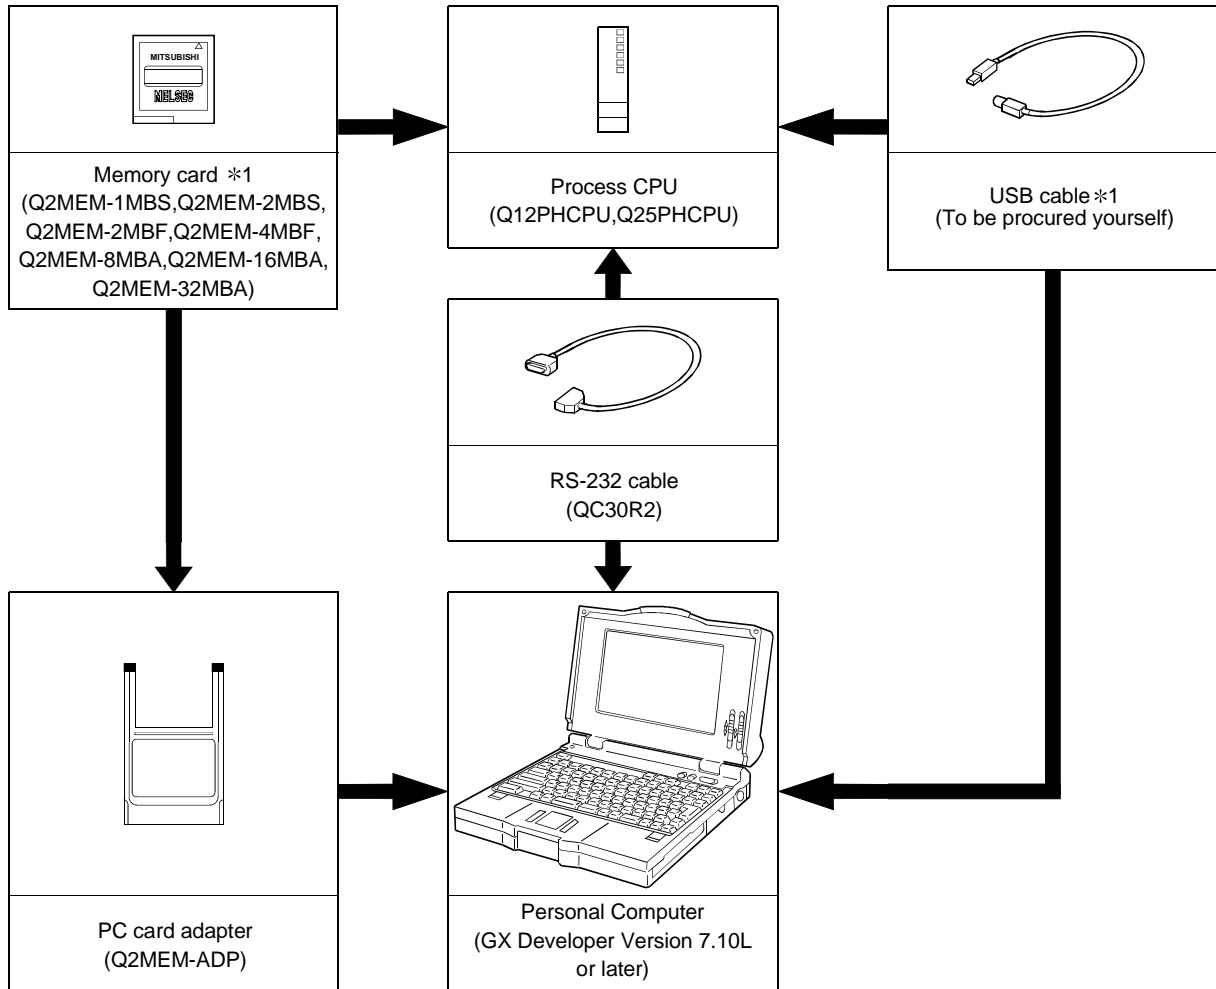 MITSUBISHI
MELSEC
Memory card *1
(Q2MEM-1MBS,Q2MEM-2MBS,
Q2MEM-2MBF,Q2MEM-4MBF,
Q2MEM-8MBA,Q2MEM-16MBA,
Q2MEM-32MBA)
Process CPU
(Q12PHCPU,Q25PHCPU)
USB cable*1
(To be procured yourself)
RS-232 cable
(QC30R2)
PC card adapter
(Q2MEM-ADP)
Personal Computer
(GX Developer Version 7.10L
or later)